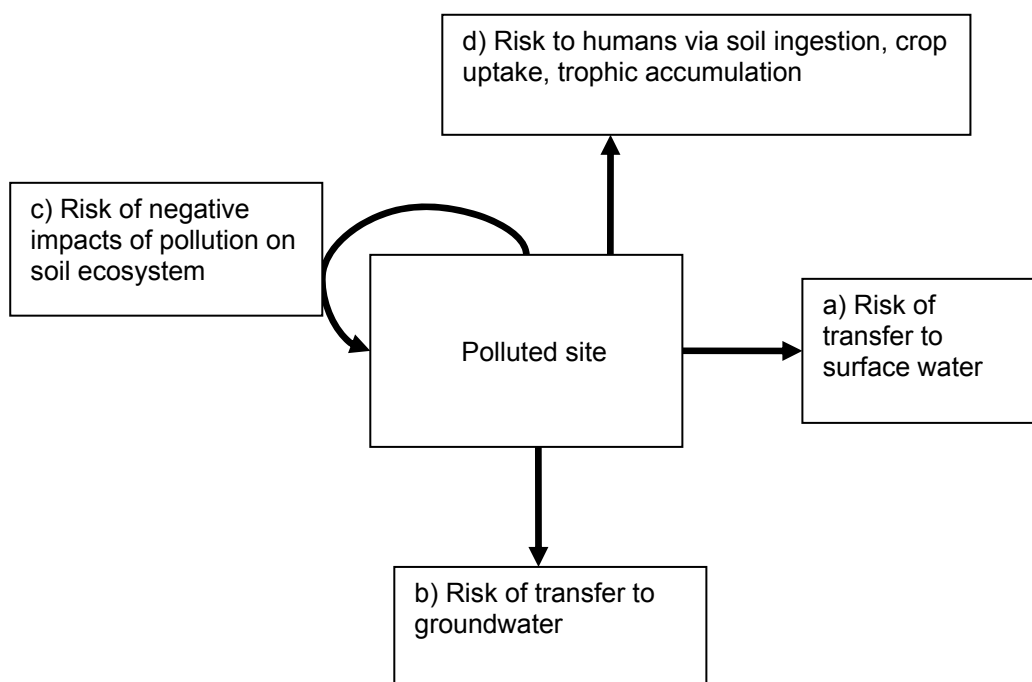 d) Risk to humans via soil ingestion, crop
uptake, trophic accumulation
c) Risk of negative
impacts of pollution on
soil ecosystem
Polluted site
a) Risk of
transfer to
surface water
b) Risk of transfer to
groundwater